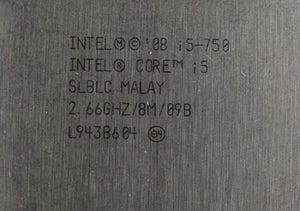 INTEL Ⓜ © '08 i5-750
INTEL® CORE™ i5
SLBLC MALAY
2.66GHZ/8M/09B
L943B604 e4